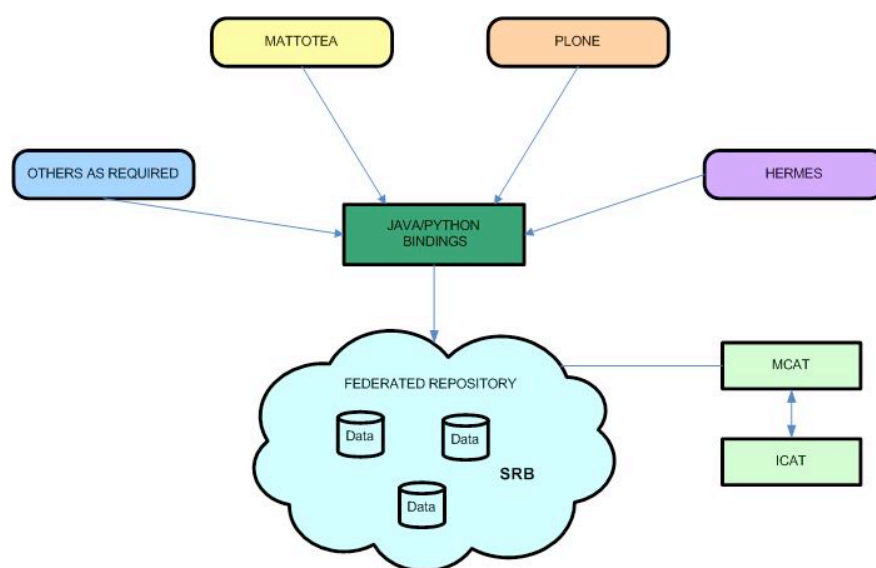 MATTOTEA
PLONE
OTHERS AS REQUIRED
HERMES
JAVA/PYTHON
BINDINGS
FEDERATED REPOSITORY
MCAT
Data
Data
SRB
ICAT
Data